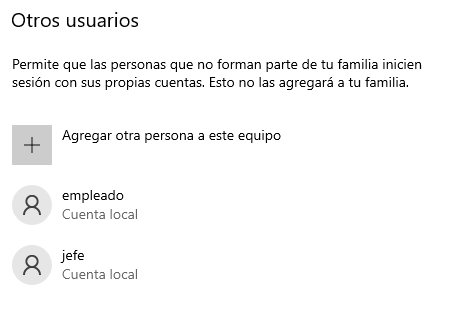 Otros usuarios
Permite que las personas que no forman parte de tu familia inicien
sesión con sus propias cuentas. Esto no las agregará a tu familia.
Agregar otra persona a este equipo
empleado
Cuenta local
jefe
Cuenta local